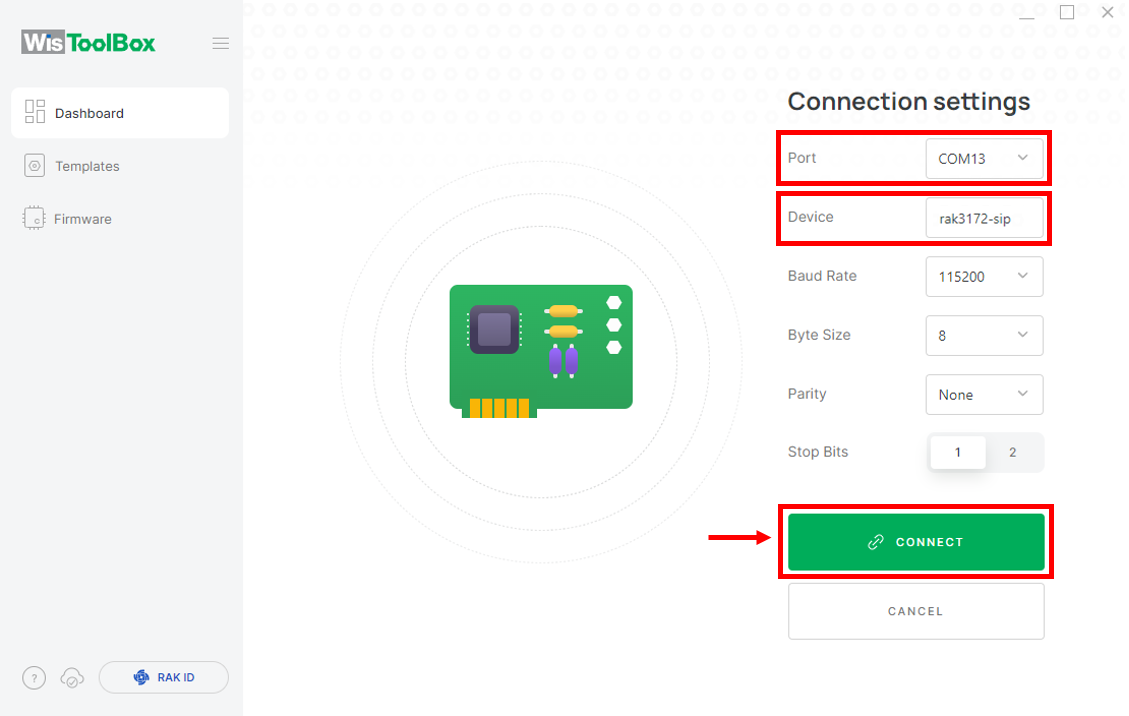 WisToolBox
Dashboard
Templates
Firmware
? RAK ID
Connection settings
Port COM13
Device rak3172-sip
Baud Rate 115200
Byte Size 8
Parity None
Stop Bits 1 2
CONNECT
CANCEL